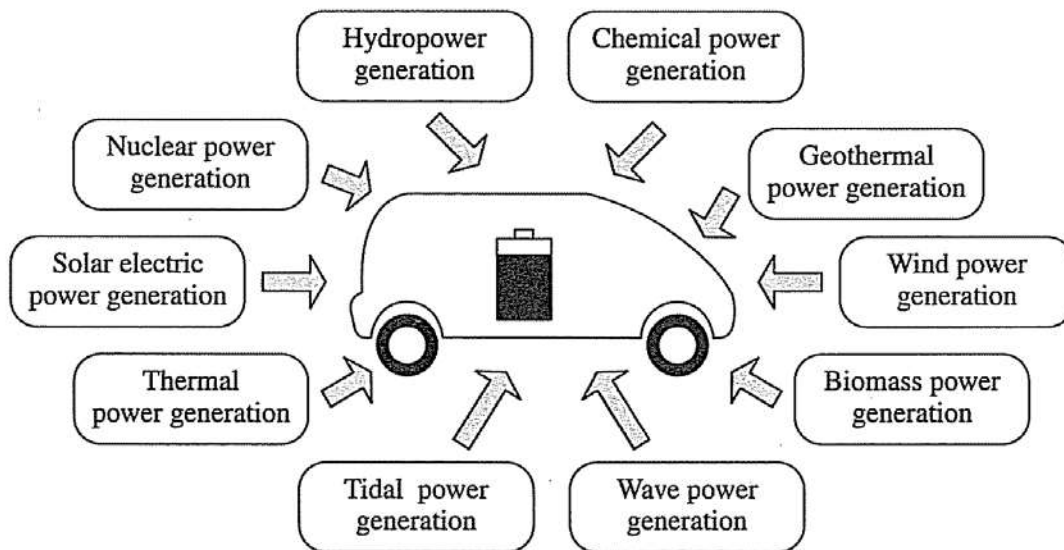 Hydropower
generation
Chemical power
generation
Nuclear power
generation
Geothermal
power generation
Solar electric
power generation
Wind power
generation
Thermal
power generation
Biomass power
generation
Tidal power
generation
Wave power
generation